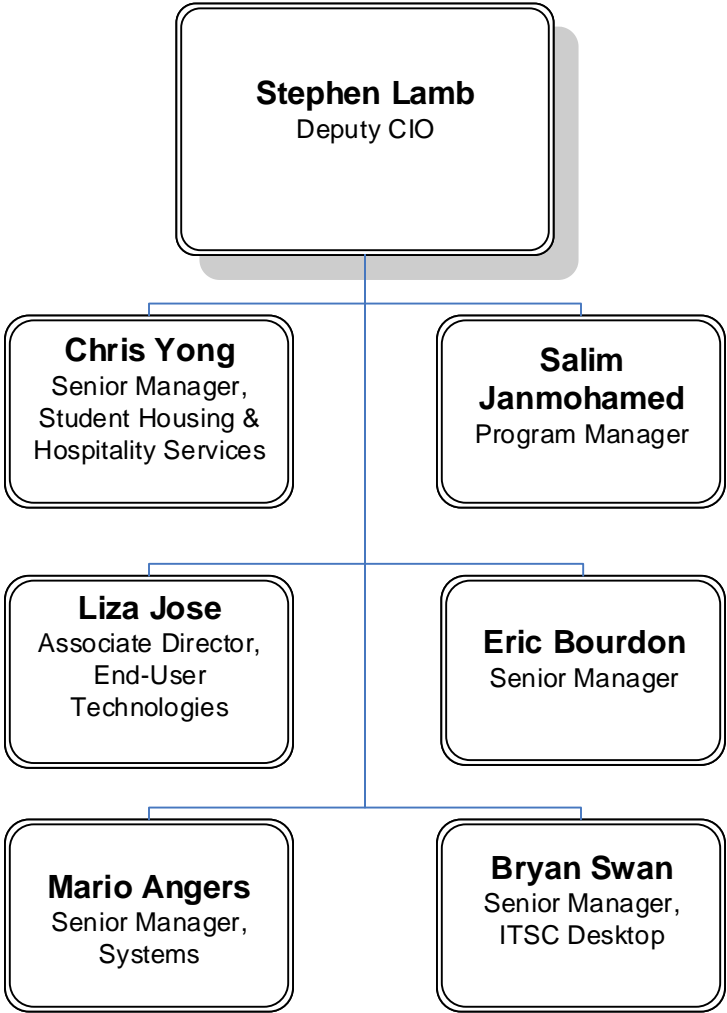 Stephen Lamb
Deputy CIO
Chris Yong
Senior Manager,
Student Housing &
Hospitality Services
Salim
Janmohamed
Program Manager
Liza Jose
Associate Director,
End-User
Technologies
Eric Bourdon
Senior Manager
Mario Angers
Senior Manager,
Systems
Bryan Swan
Senior Manager,
ITSC Desktop